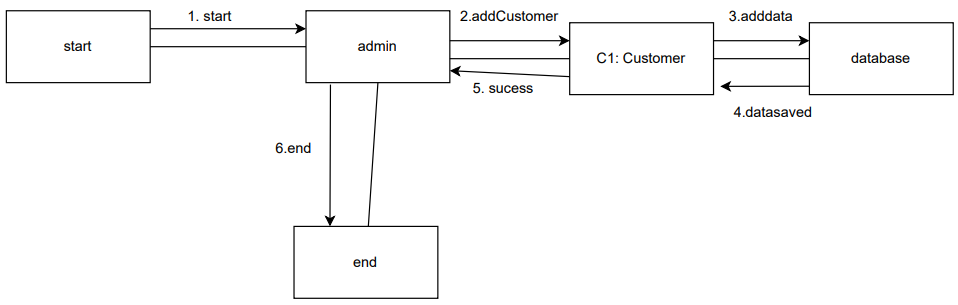 1. start
2.addCustomer
3.adddata
start
admin
C1: Customer
database
5. sucess
4.datasaved
6.end
end